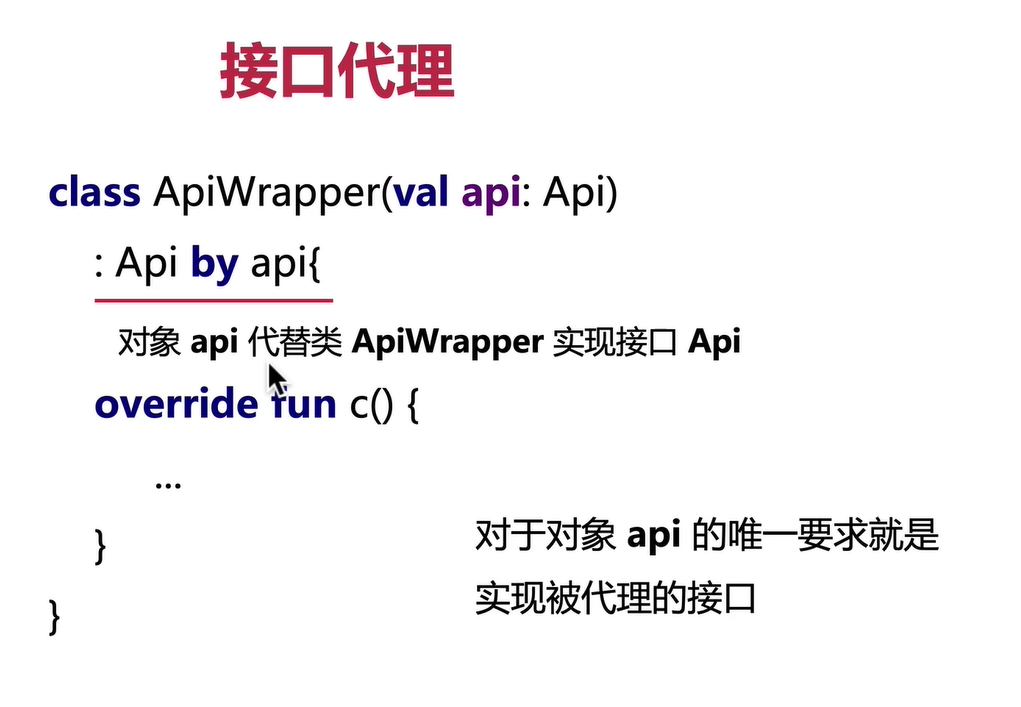 接口代理
class ApiWrapper(val api: Api)
: Api by api{
对象 api 代替类 ApiWrapper 实现接口 Api
override fun c() {
...
}
对于对象 api 的唯一要求就是
实现被代理的接口
}